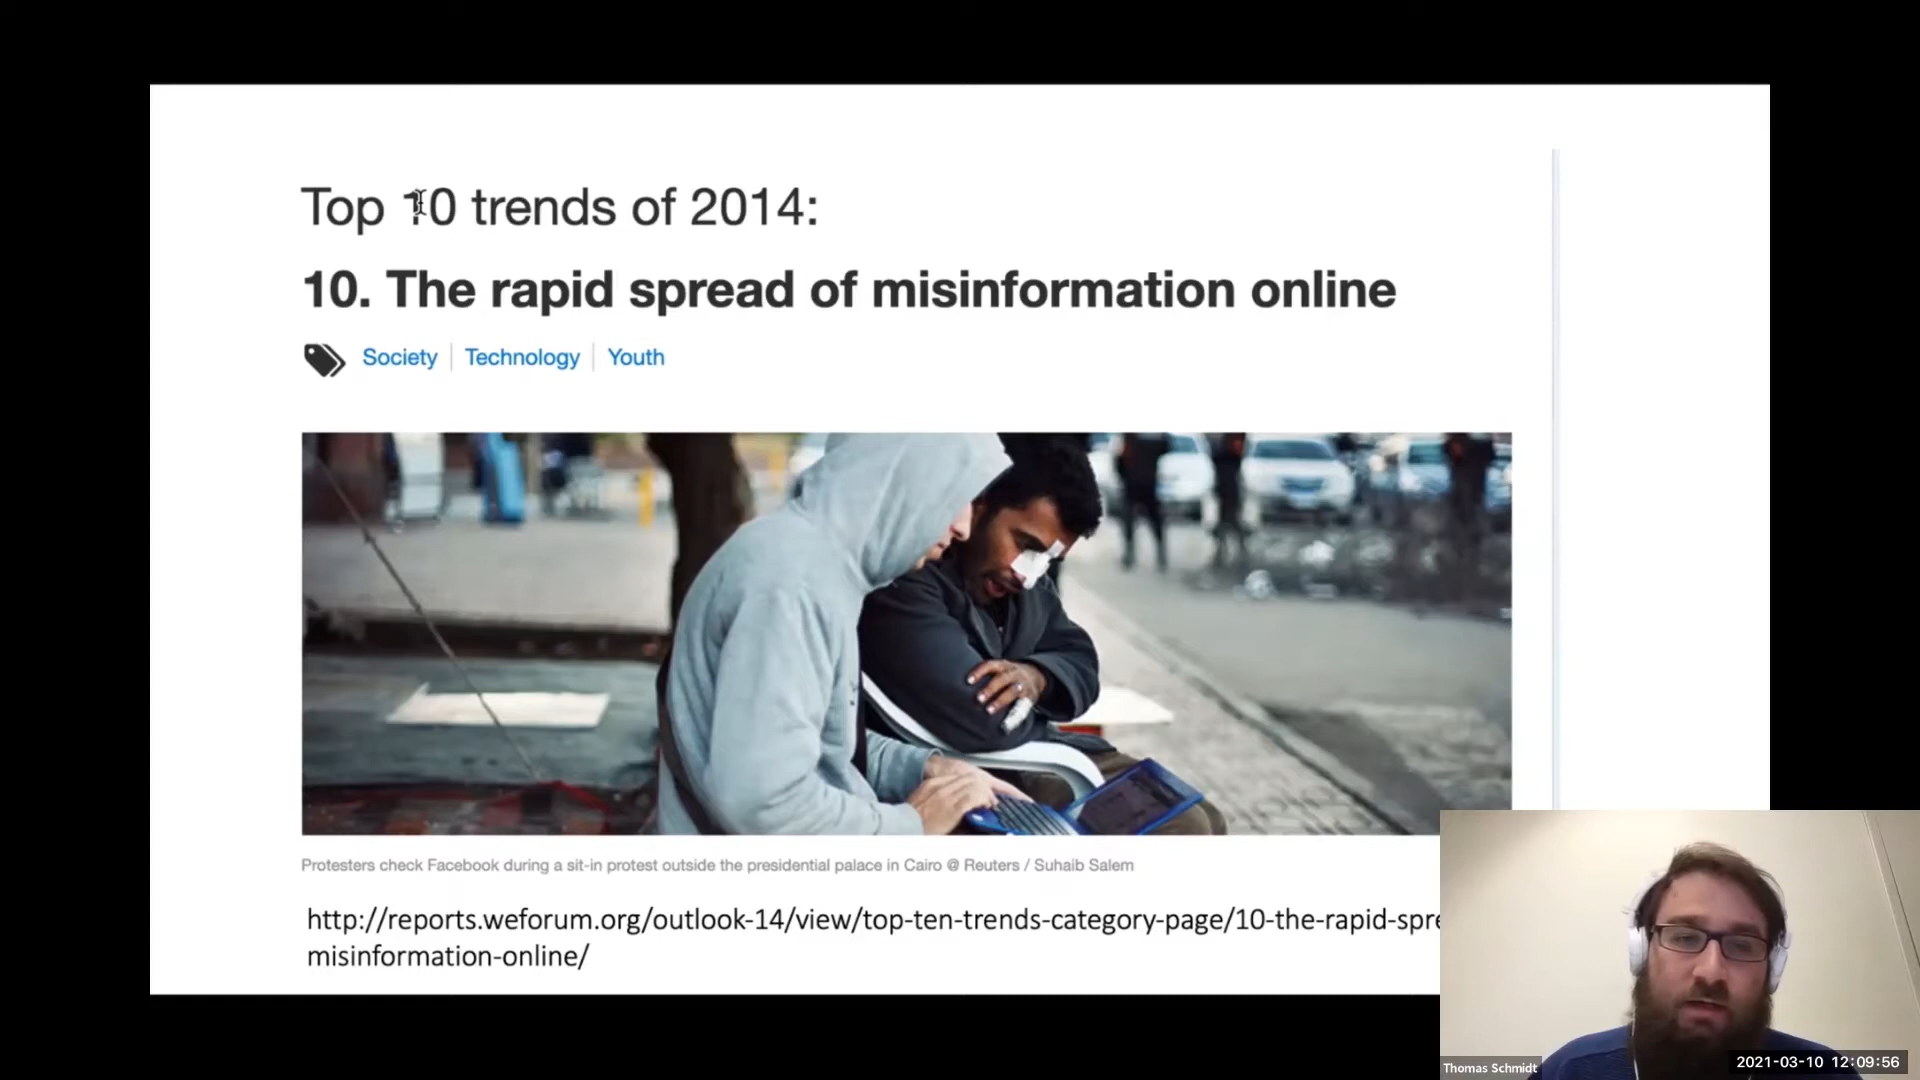 Top 10 trends of 2014:
10. The rapid spread of misinformation online
Society | Technology | Youth
Protesters check Facebook during a sit-in protest outside the presidential palace in Cairo @ Reuters / Suhaib Salem
http://reports.weforum.org/outlook-14/view/top-ten-trends-category-page/10-the-rapid-spre
misinformation-online/
Thomas Schmidt
2021-03-10 12:09:56